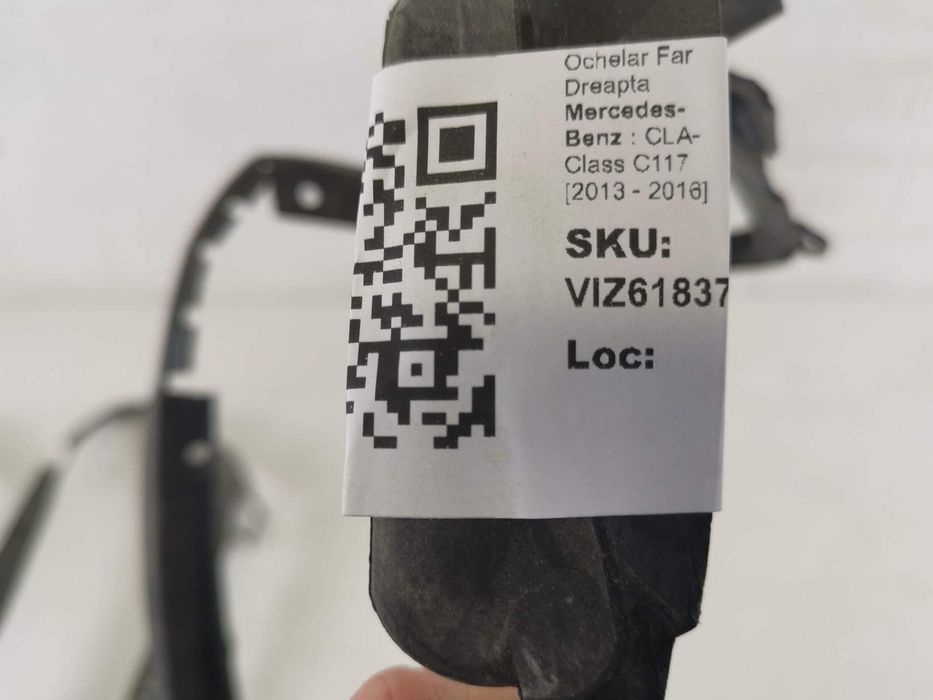 Ochelar Far
Dreapta
Mercedes-
Benz : CLA-
Class C117
[2013 - 2016]
SKU:
VIZ61837
Loc: